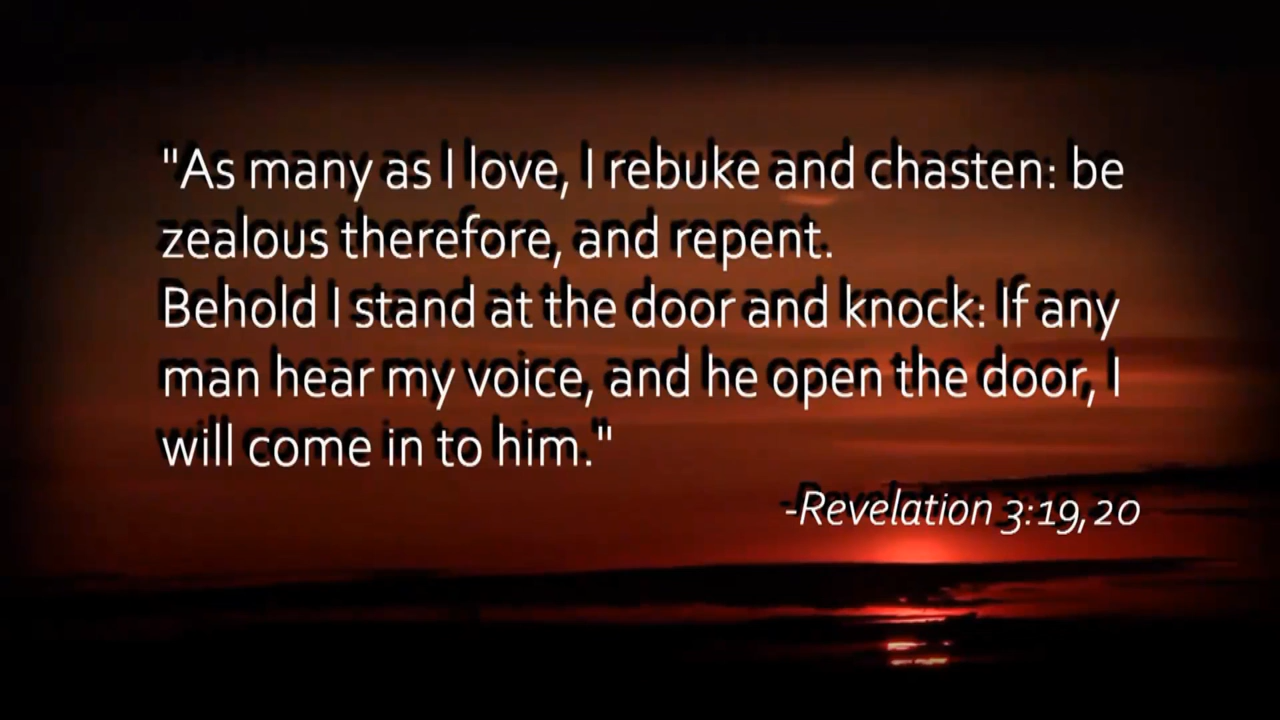 "As many as I love, I rebuke and chasten: be
zealous therefore, and repent.
Behold I stand at the door and knock: If any
man hear my voice, and he open the door, I
will come in to him."
-Revelation 3:19,20